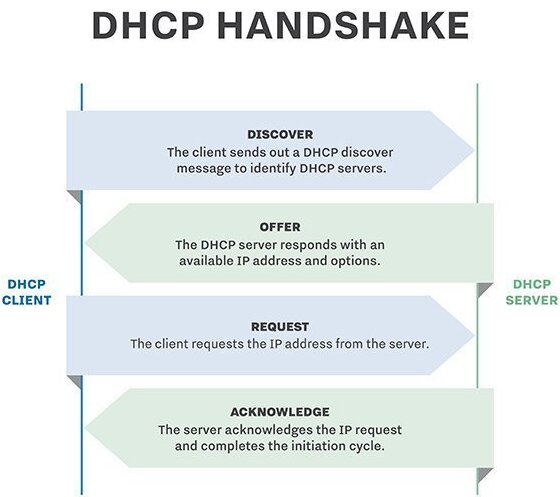 DHCP HANDSHAKE
DISCOVER
The client sends out a DHCP discover
message to identify DHCP servers.
OFFER
The DHCP server responds with an
available IP address and options.
DHCP
CLIENT
DHCP
SERVER
REQUEST
The client requests the IP address from the server.
ACKNOWLEDGE
The server acknowledges the IP request
and completes the initiation cycle.